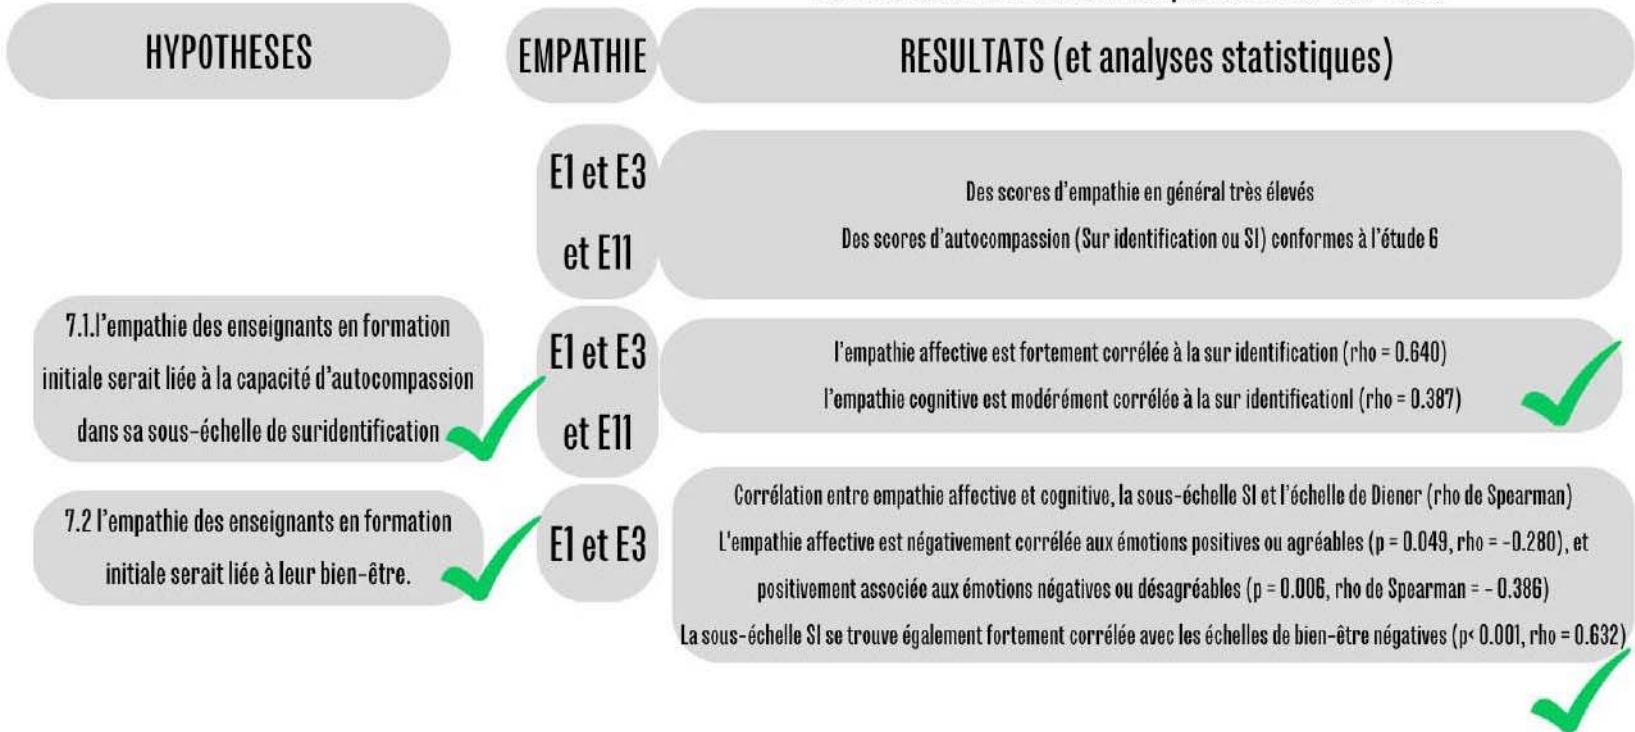 HYPOTHESES
EMPATHIE
RESULTATS (et analyses statistiques)
E1 et E3
et E11
Des scores d'empathie en général très élevés
Des scores d'autocompassion (Sur identification ou SI) conformes à l'étude 6
7.1.l'empathie des enseignants en formation
initiale serait liée à la capacité d'autocompassion
dans sa sous-échelle de suridentification
E1 et E3
et E11
l'empathie affective est fortement corrélée à la sur identification (rho = 0.640)
l'empathie cognitive est modérément corrélée à la sur identificationl (rho = 0.387)
7.2 l'empathie des enseignants en formation
initiale serait liée à leur bien-être.
E1 et E3
Corrélation entre empathie affective et cognitive, la sous-échelle SI et l'échelle de Diener (rho de Spearman)
L'empathie affective est négativement corrélée aux émotions positives ou agréables (p = 0.049, rho = -0.280), et
positivement associée aux émotions négatives ou désagréables (p = 0.006, rho de Spearman = - 0.386)
La sous-échelle SI se trouve également fortement corrélée avec les échelles de bien-être négatives (p< 0.001, rho = 0.632)